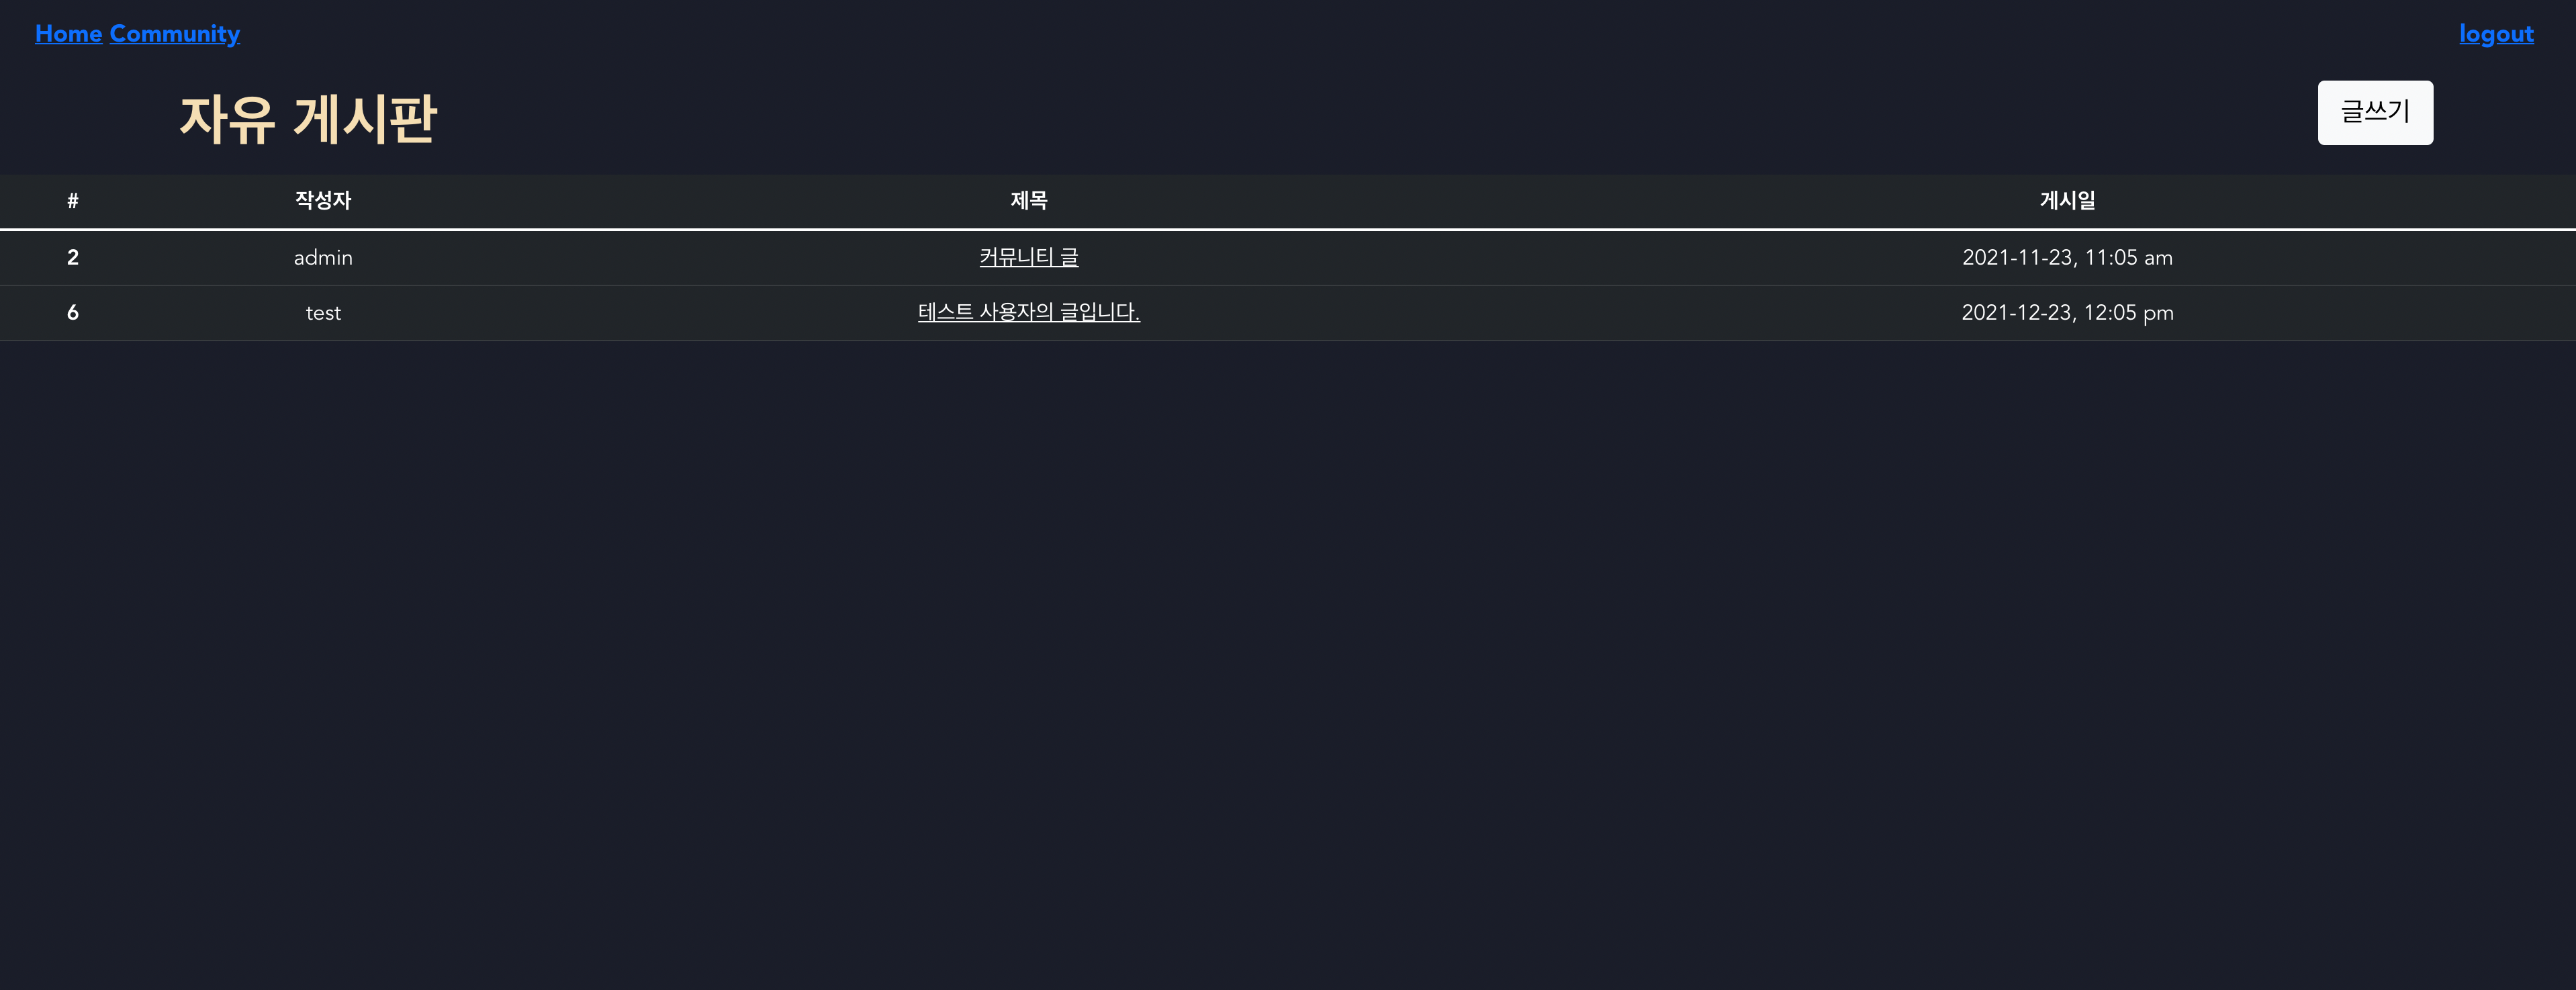 Home Community logout
자유 게시판 글쓰기
# 작성자 제목 게시일
2 admin 커뮤니티 글 2021-11-23, 11:05 am
6 test 테스트 사용자의 글입니다. 2021-12-23, 12:05 pm